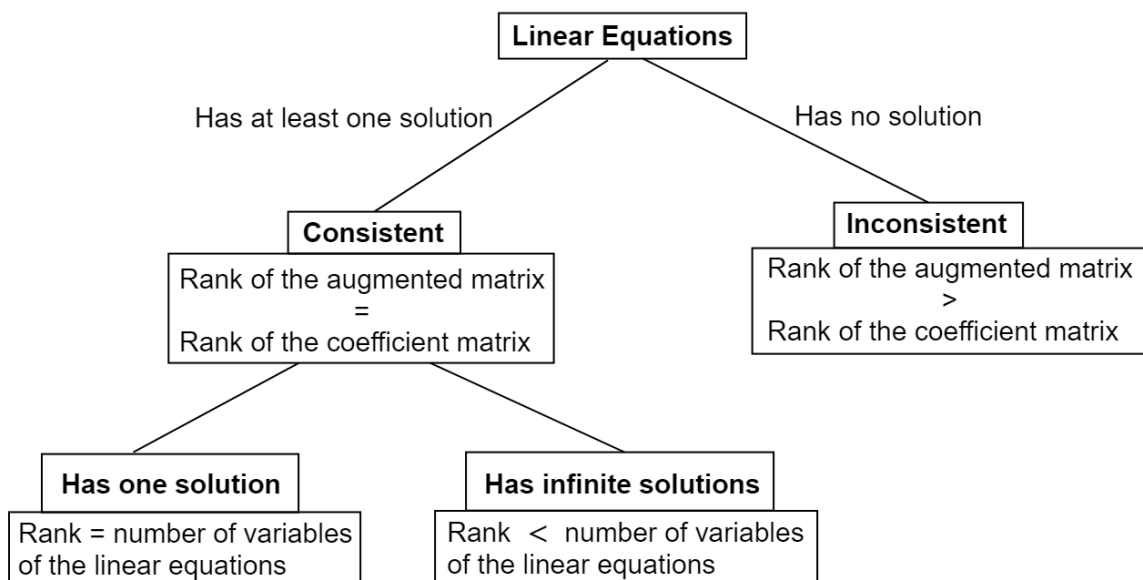 Linear Equations
Has at least one solution
Has no solution
Consistent
Inconsistent
Rank of the augmented matrix
=
Rank of the coefficient matrix
Rank of the augmented matrix
>
Rank of the coefficient matrix
Has one solution
Has infinite solutions
Rank = number of variables
of the linear equations
Rank < number of variables
of the linear equations